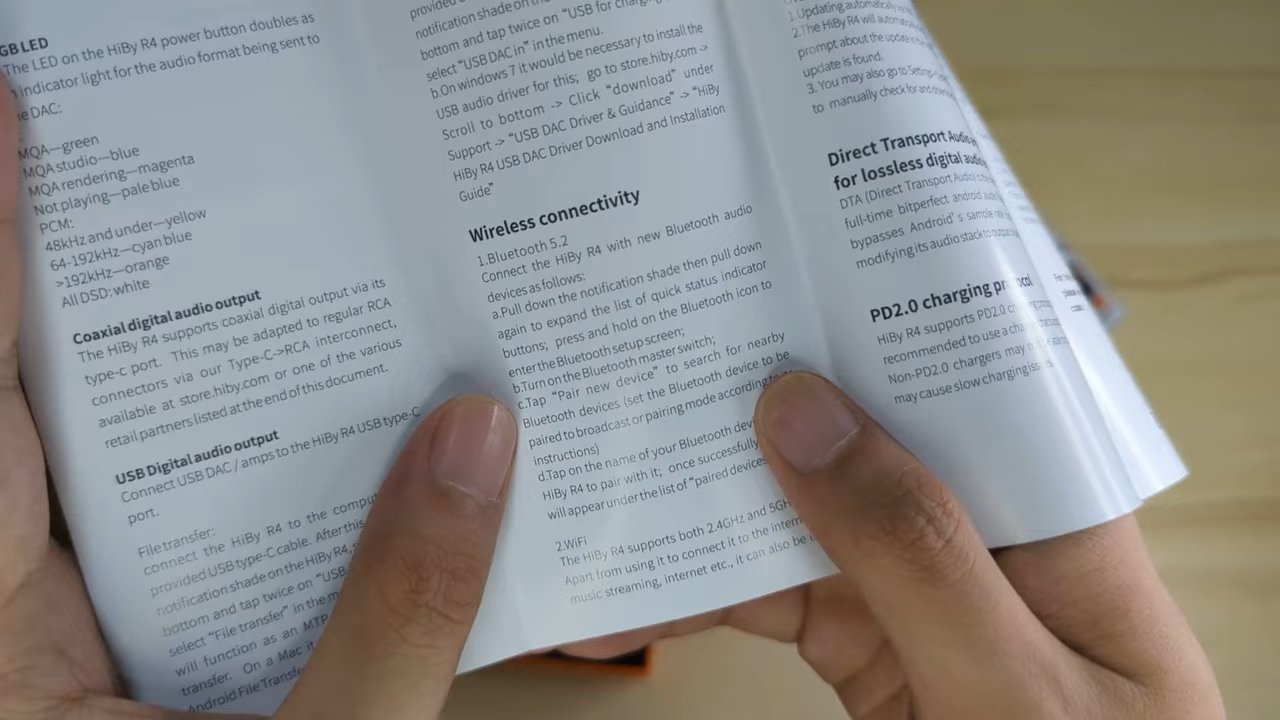 GB LED
The LED on the HiBy R4 power button doubles as
indicator light for the audio format being sent to
DAC:
MQA—green
MQA studio—blue
MQA rendering—magenta
Not playing—pale blue
PCM:
48kHz and under—yellow
64-192kHz—cyan blue
>192kHz—orange
All DSD: white
Coaxial digital audio output
The HiBy R4 supports coaxial digital output via its
type-c port. This may be adapted to regular RCA
connectors via our Type-C->RCA interconnect,
available at store.hiby.com or one of the various
retail partners listed at the end of this document.
USB Digital audio output
Connect USB DAC / amps to the HiBy R4 USB type-C
port.
File transfer:
connect the HiBy R4 to the
provided USB type-C cable. After this
notification shade on the HiBy R4,
bottom and tap twice on "USB
select "File transfer" in the
will function as an MTP
transfer. On a Mac it
Android File
notification shade on
bottom and tap twice on "USB for
select "USB DAC in" in the menu.
b.On windows 7 it would be necessary to install the
USB audio driver for this; go to store.hiby.com ->
Scroll to bottom -> Click "download" under
Support -> "USB DAC Driver & Guidance" -> "HiBy
HiBy R4 USB DAC Driver Download and Installation
Guide"
Wireless connectivity
1.Bluetooth 5.2
Connect the HiBy R4 with new Bluetooth audio
devices as follows:
a.Pull down the notification shade then pull down
again to expand the list of quick status indicator
buttons; press and hold on the Bluetooth icon to
enter the Bluetooth setup screen;
b.Turn on the Bluetooth master switch;
c.Tap "Pair new device" to search for nearby
Bluetooth devices (set the Bluetooth device to be
paired to broadcast or pairing mode according to
instructions)
d.Tap on the name of your Bluetooth
HiBy R4 to pair with it; once successfully
will appear under the list of "paired
2.WiFi
The HiBy R4 supports both 2.4GHz and
Apart from using it to connect it to the
music streaming, internet etc., it can also be
1.Updating automatically
2.The HiBy R4 will
prompt about the update in the
update is found.
3. You may also go to
to manually check for and
Direct Transport Audio
for lossless digital audio
DTA (Direct Transport Audio)
full-time bitperfect android
bypasses Android's sample
modifying its audio stack to
PD2.0 charging
HiBy R4 supports PD2.0
recommended to use a
Non-PD2.0 chargers may
may cause slow charging